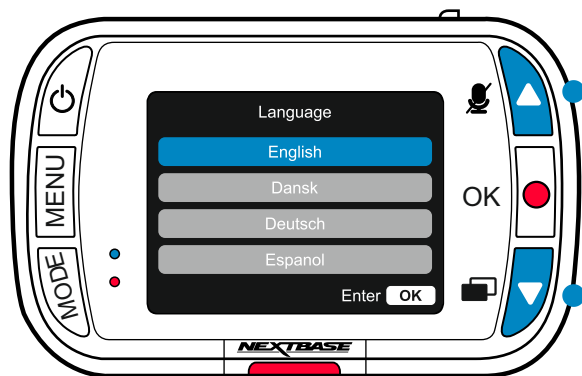 Language
English
Dansk
Deutsch
Espanol
Enter OK
MENU
MODE
OK
NEXTBASE